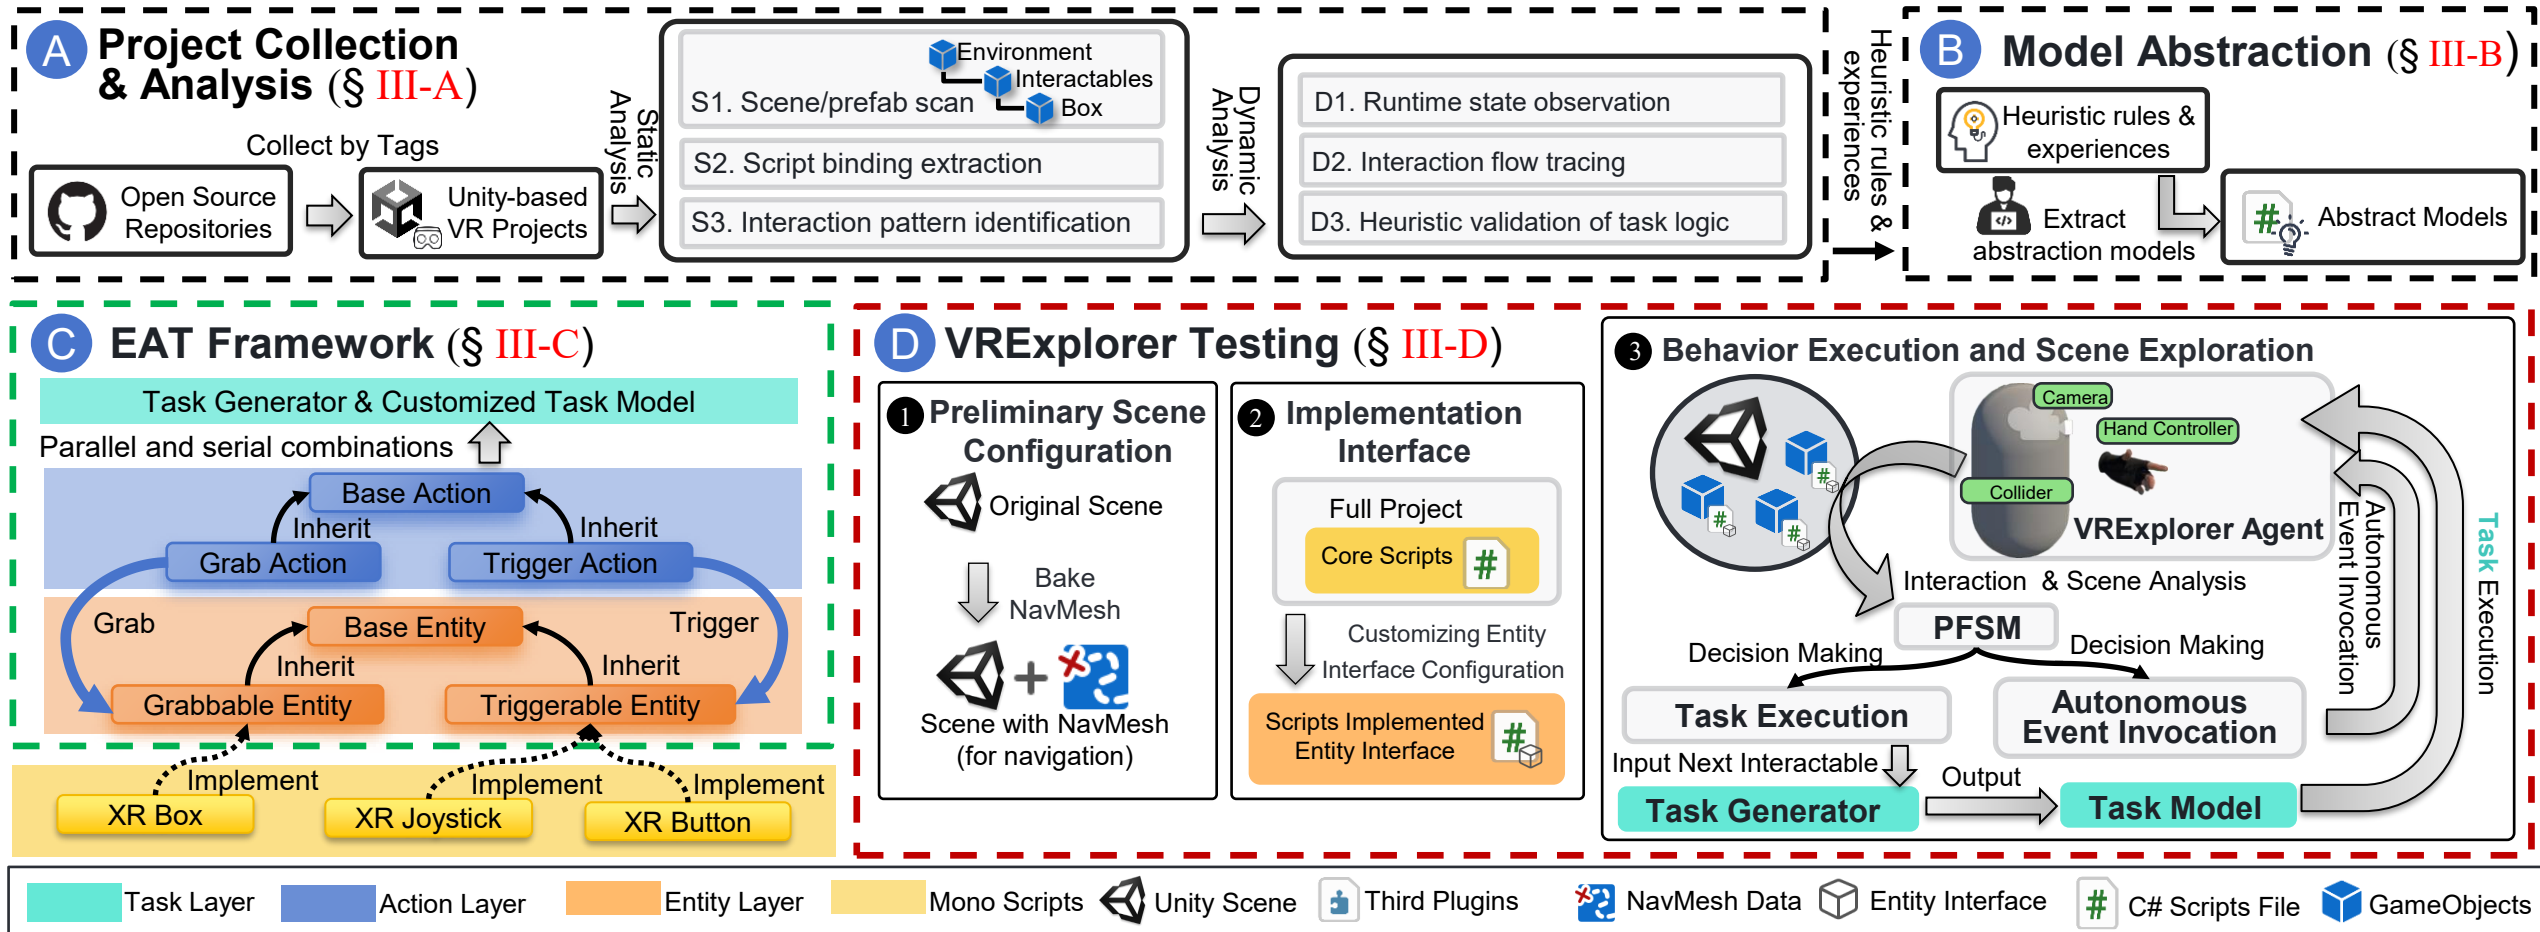 A
Project Collection
& Analysis (§ III-A)
Collect by Tags
Open Source
Repositories
Unity-based
VR Projects
Static
Analysis
Environment
Interactables
Box
S1. Scene/prefab scan
S2. Script binding extraction
S3. Interaction pattern identification
Dynamic
Analysis
D1. Runtime state observation
D2. Interaction flow tracing
D3. Heuristic validation of task logic
Heuristic rules &
experiences
B
Model Abstraction (§ III-B)
Heuristic rules &
experiences
Extract
abstraction models
#
Abstract Models
C
EAT Framework (§ III-C)
Task Generator & Customized Task Model
Parallel and serial combinations
Base Action
Inherit
Inherit
Grab Action
Trigger Action
Grab
Base Entity
Trigger
Inherit
Inherit
Grabbable Entity
Triggerable Entity
Implement
Implement
Implement
XR Box
XR Joystick
XR Button
D
VRExplorer Testing (§ III-D)
1
Preliminary Scene
Configuration
Original Scene
Bake
NavMesh
+
Scene with NavMesh
(for navigation)
2
Implementation
Interface
Full Project
Core Scripts
#
Customizing Entity
Interface Configuration
Scripts Implemented
Entity Interface
#
3
Behavior Execution and Scene Exploration
#
#
#
Camera
Hand Controller
Collider
VRExplorer Agent
Interaction & Scene Analysis
PFSM
Decision Making
Decision Making
Task Execution
Autonomous
Event Invocation
Input Next Interactable
Output
Task Generator
Task Model
Autonomous
Event Invocation
Task Execution
Task Layer
Action Layer
Entity Layer
Mono Scripts
Unity Scene
Third Plugins
NavMesh Data
Entity Interface
#
C# Scripts File
GameObjects